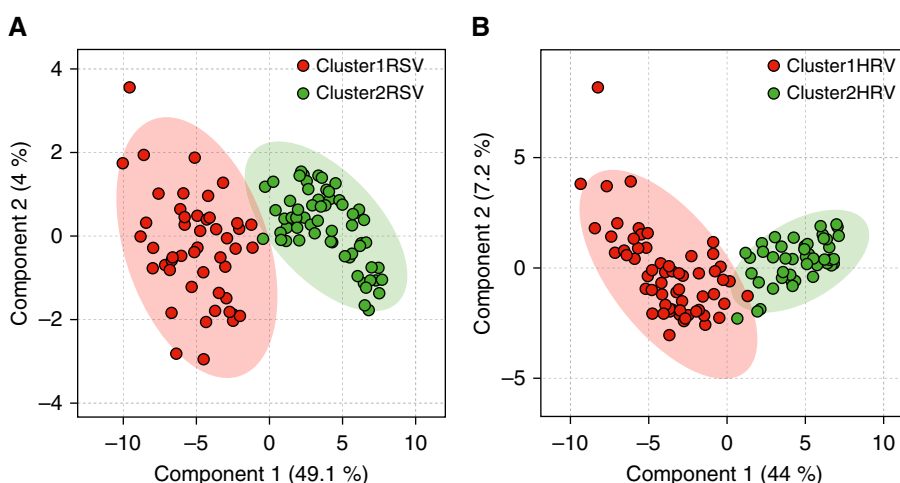 A
4
2
0
−2
−4
−10
−5
0
5
10
Component 1 (49.1 %)
Component 2 (4 %)
Cluster1RSV
Cluster2RSV
B
5
0
−5
−10
−5
0
5
10
Component 1 (44 %)
Component 2 (7.2 %)
Cluster1HRV
Cluster2HRV